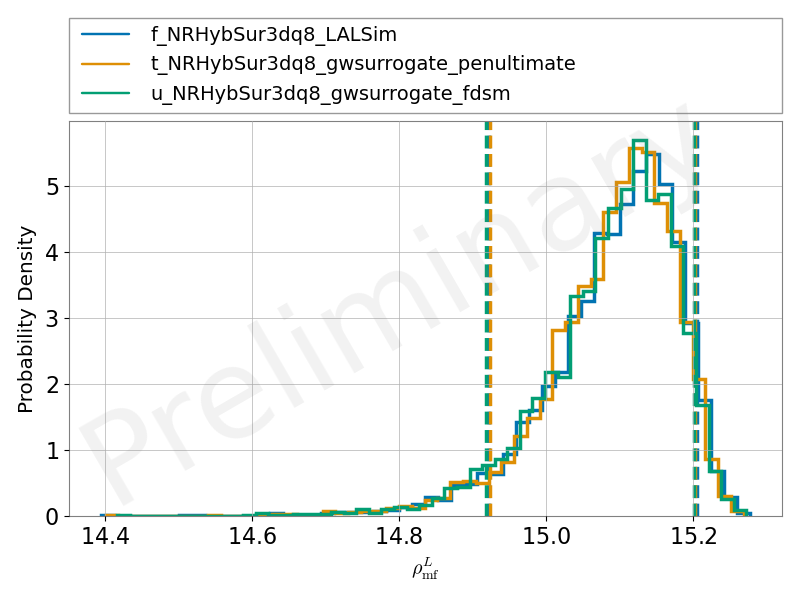 f_NRHybSur3dq8_LALSim
t_NRHybSur3dq8_gwsurrogate_penultimate
u_NRHybSur3dq8_gwsurrogate_fdsm
Preliminary
Probability Density
5
4
3
2
1
0
14.4 14.6 14.8 15.0 15.2
ρ_mf^L